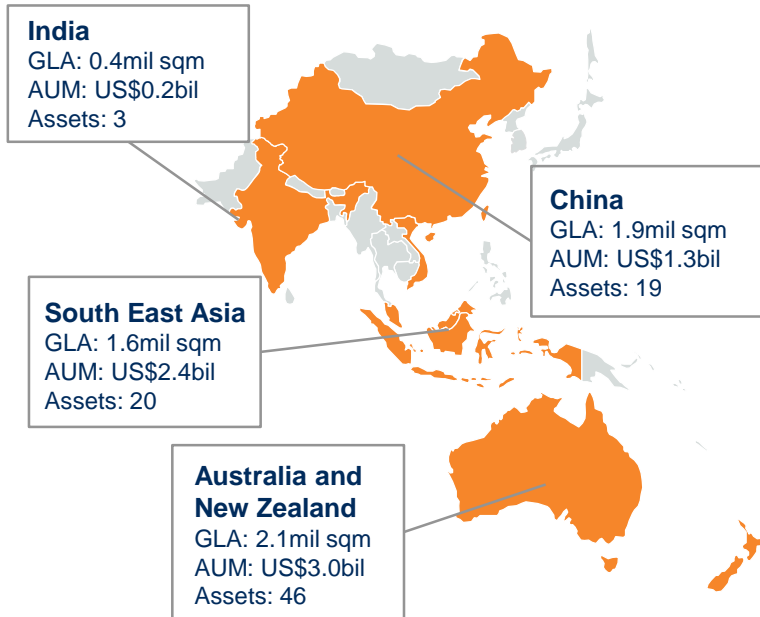 India
GLA: 0.4mil sqm
AUM: US$0.2bil
Assets: 3
China
GLA: 1.9mil sqm
AUM: US$1.3bil
Assets: 19
South East Asia
GLA: 1.6mil sqm
AUM: US$2.4bil
Assets: 20
Australia and
New Zealand
GLA: 2.1mil sqm
AUM: US$3.0bil
Assets: 46